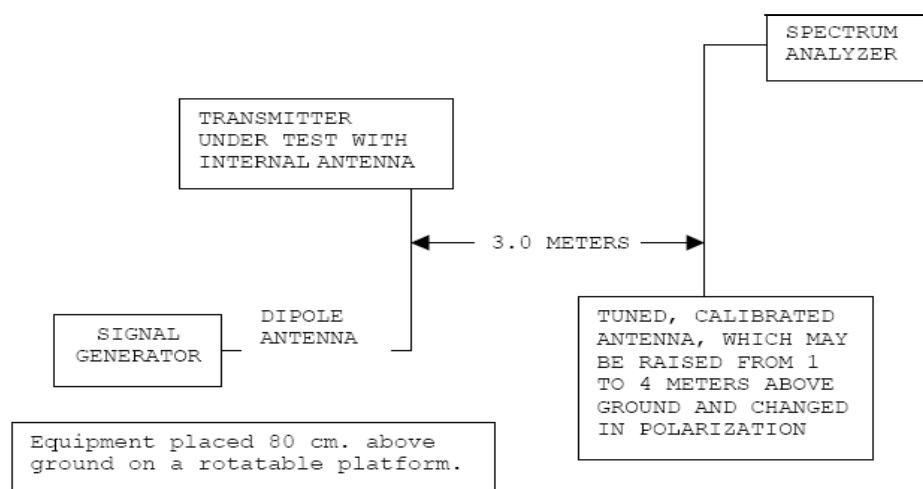 SPECTRUM
ANALYZER
TRANSMITTER
UNDER TEST WITH
INTERNAL ANTENNA
3.0 METERS
DIPOLE
ANTENNA
SIGNAL
GENERATOR
TUNED, CALIBRATED
ANTENNA, WHICH MAY
BE RAISED FROM 1
TO 4 METERS ABOVE
GROUND AND CHANGED
IN POLARIZATION
Equipment placed 80 cm. above
ground on a rotatable platform.